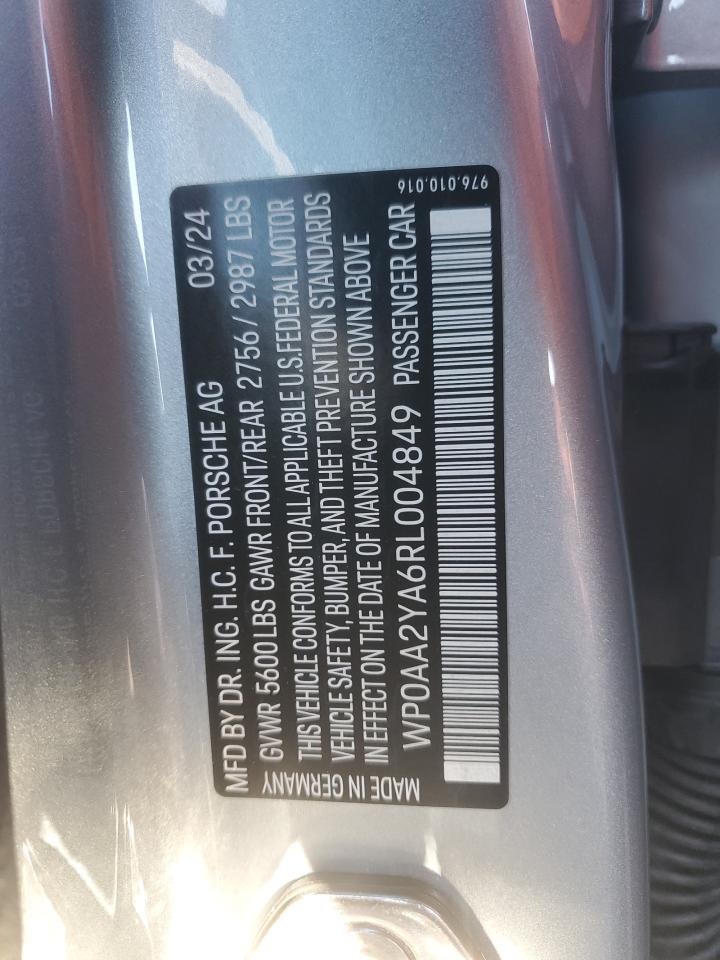 MFD BY DR. ING. H.C. F. PORSCHE AG 03/24
GVWR 5600 LBS GAWR FRONT/REAR 2756 / 2987 LBS
THIS VEHICLE CONFORMS TO ALL APPLICABLE U.S. FEDERAL MOTOR
VEHICLE SAFETY, BUMPER, AND THEFT PREVENTION STANDARDS
IN EFFECT ON THE DATE OF MANUFACTURE SHOWN ABOVE
WP0AA2YA6RL004849 PASSENGER CAR
MADE IN GERMANY
976.010.016